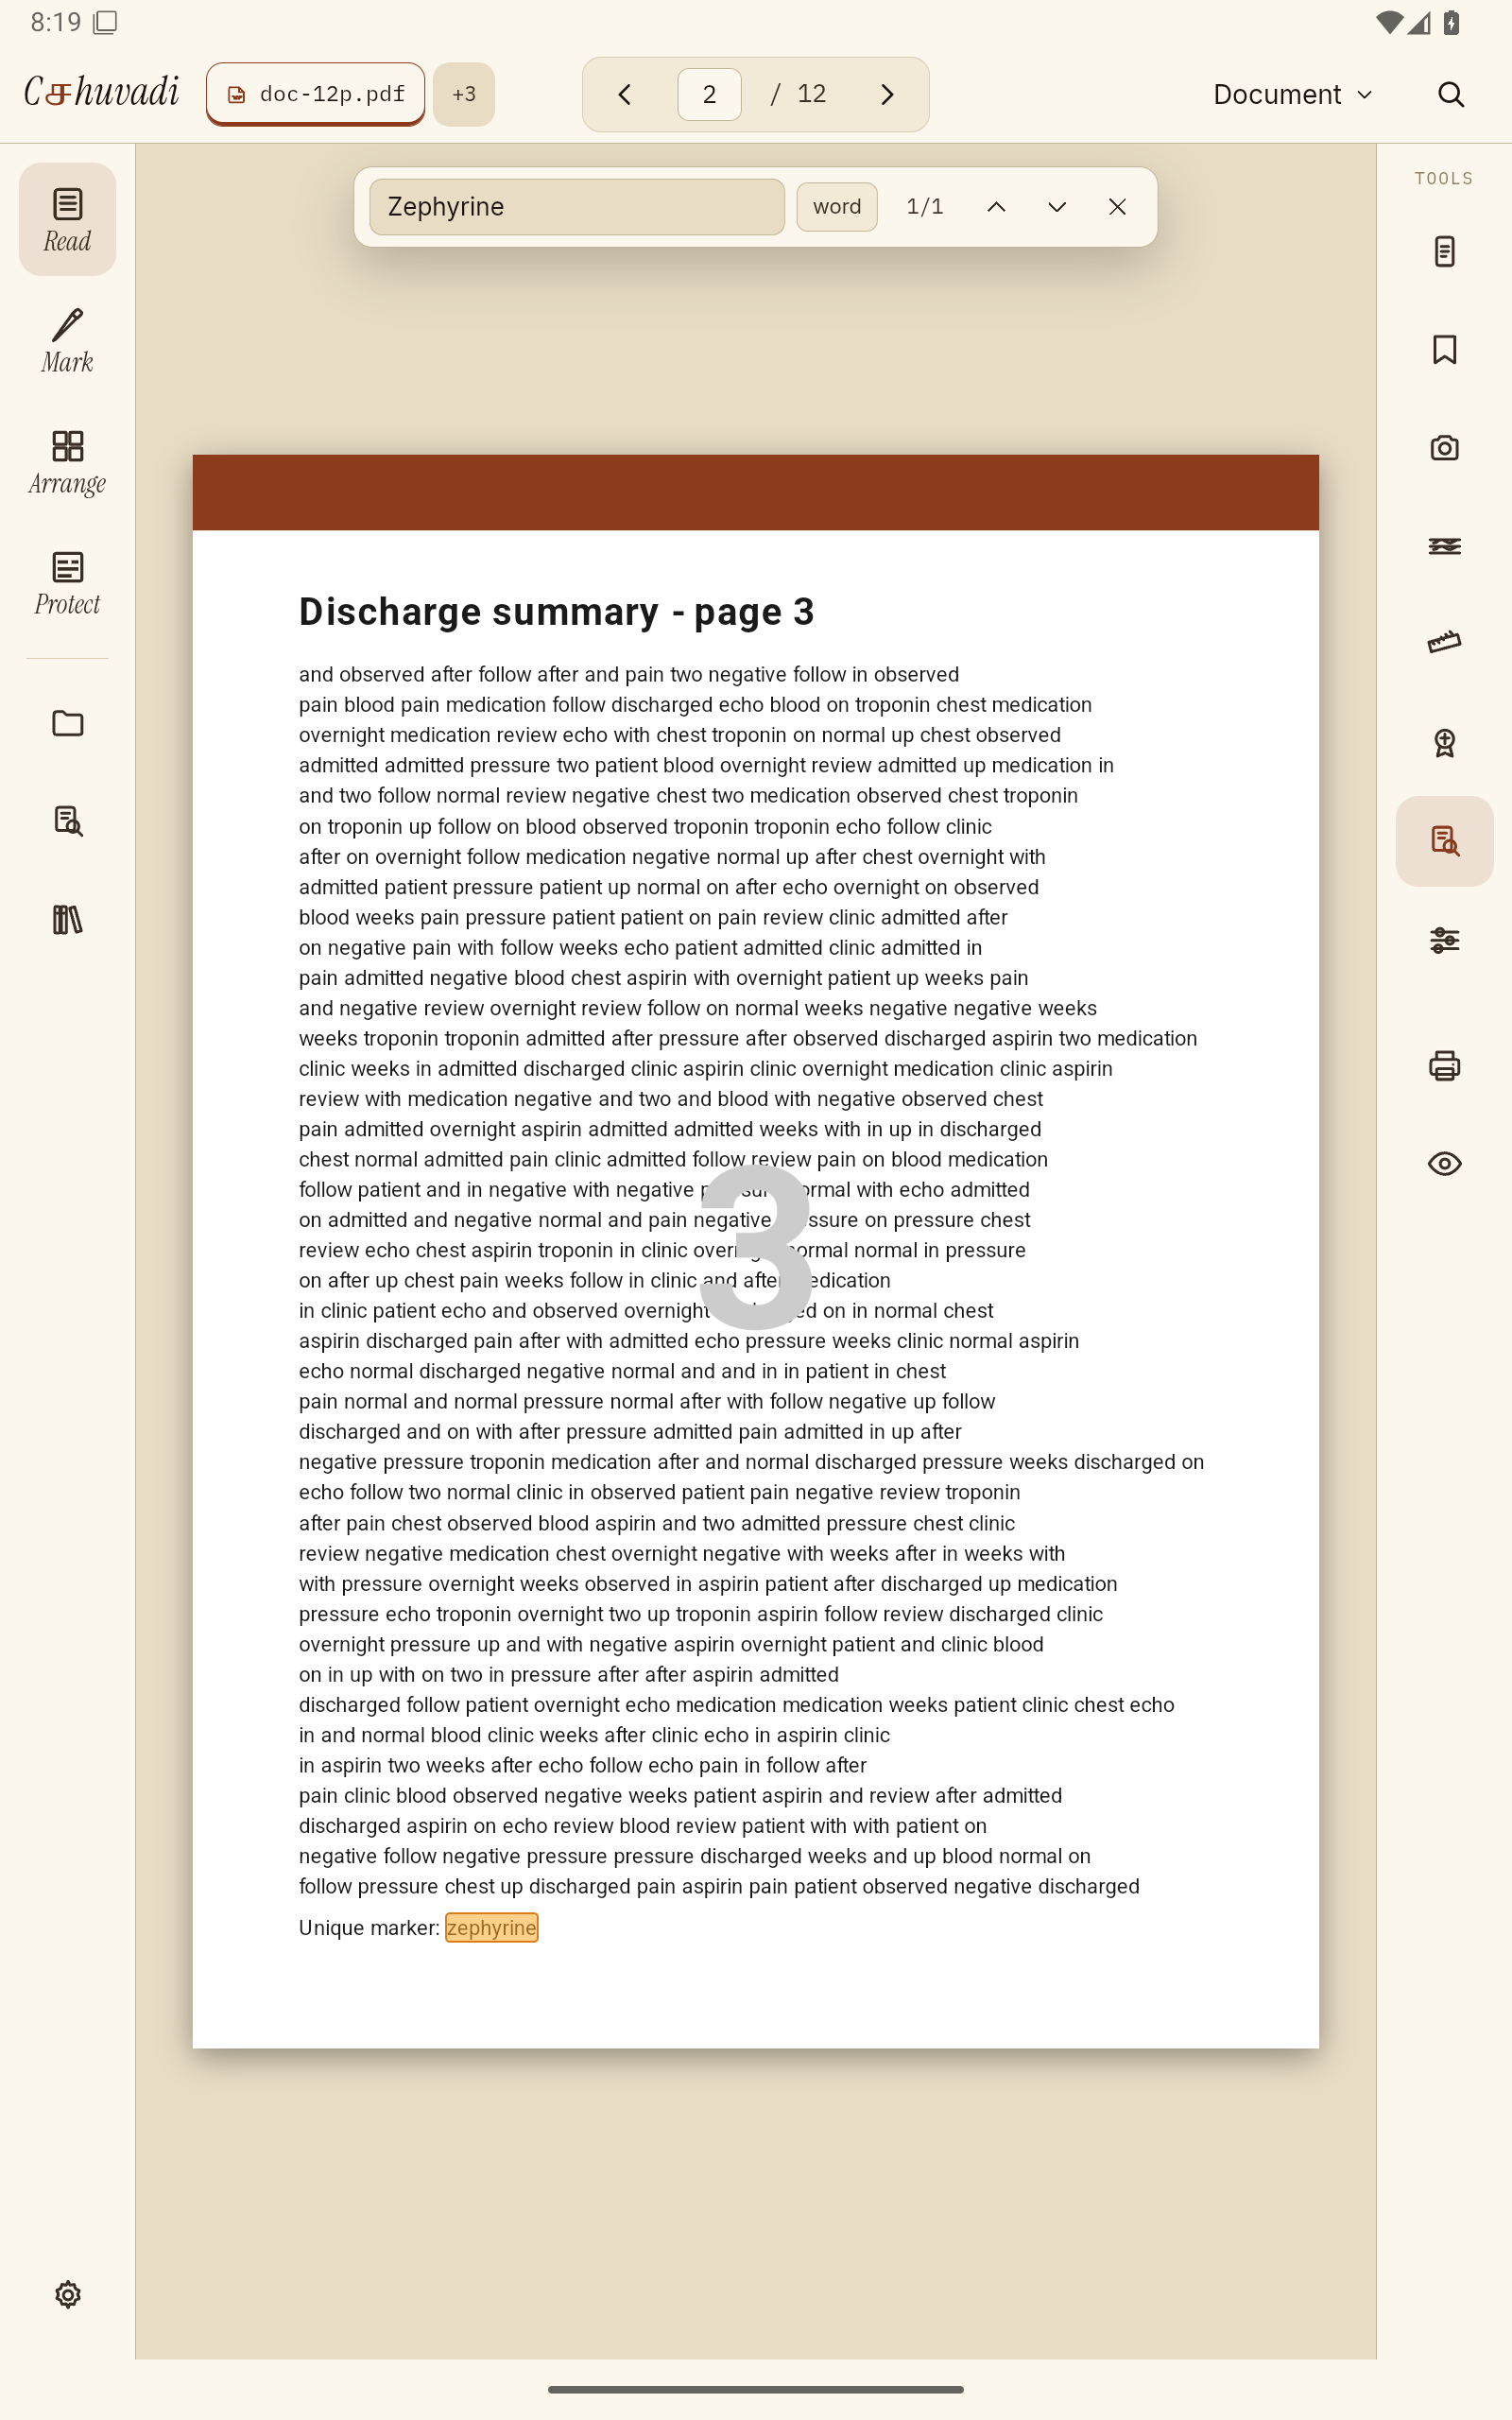 8:19
Cசுhuvadi
doc-12p.pdf
+3
2 / 12
Document
Zephyrine
word
1/1
TOOLS
Read
Mark
Arrange
Protect
Discharge summary - page 3
and observed after follow after and pain two negative follow in observed
pain blood pain medication follow discharged echo blood on troponin chest medication
overnight medication review echo with chest troponin on normal up chest observed
admitted admitted pressure two patient blood overnight review admitted up medication in
and two follow normal review negative chest two medication observed chest troponin
on troponin up follow on blood observed troponin troponin echo follow clinic
after on overnight follow medication negative normal up after chest overnight with
admitted patient pressure patient up normal on after echo overnight on observed
blood weeks pain pressure patient patient on pain review clinic admitted after
on negative pain with follow weeks echo patient admitted clinic admitted in
pain admitted negative blood chest aspirin with overnight patient up weeks pain
and negative review overnight review follow on normal weeks negative negative weeks
weeks troponin troponin admitted after pressure after observed discharged aspirin two medication
clinic weeks in admitted discharged clinic aspirin clinic overnight medication clinic aspirin
review with medication negative and two and blood with negative observed chest
pain admitted overnight aspirin admitted admitted weeks with in up in discharged
chest normal admitted pain clinic admitted follow review pain on blood medication
follow patient and in negative with negative pressure normal with echo admitted
on admitted and negative normal and pain negative pressure on pressure chest
review echo chest aspirin troponin in clinic overnight normal normal in pressure
on after up chest pain weeks follow in clinic and after medication
in clinic patient echo and observed overnight discharged on in normal chest
3
aspirin discharged pain after with admitted echo pressure weeks clinic normal aspirin
echo normal discharged negative normal and and in in patient in chest
pain normal and normal pressure normal after with follow negative up follow
discharged and on with after pressure admitted pain admitted in up after
negative pressure troponin medication after and normal discharged pressure weeks discharged on
echo follow two normal clinic in observed patient pain negative review troponin
after pain chest observed blood aspirin and two admitted pressure chest clinic
review negative medication chest overnight negative with weeks after in weeks with
with pressure overnight weeks observed in aspirin patient after discharged up medication
pressure echo troponin overnight two up troponin aspirin follow review discharged clinic
overnight pressure up and with negative aspirin overnight patient and clinic blood
on in up with on two in pressure after after aspirin admitted
discharged follow patient overnight echo medication medication weeks patient clinic chest echo
in and normal blood clinic weeks after clinic echo in aspirin clinic
in aspirin two weeks after echo follow echo pain in follow after
pain clinic blood observed negative weeks patient aspirin and review after admitted
discharged aspirin on echo review blood review patient with with patient on
negative follow negative pressure pressure discharged weeks and up blood normal on
follow pressure chest up discharged pain aspirin pain patient observed negative discharged
Unique marker: zephyrine